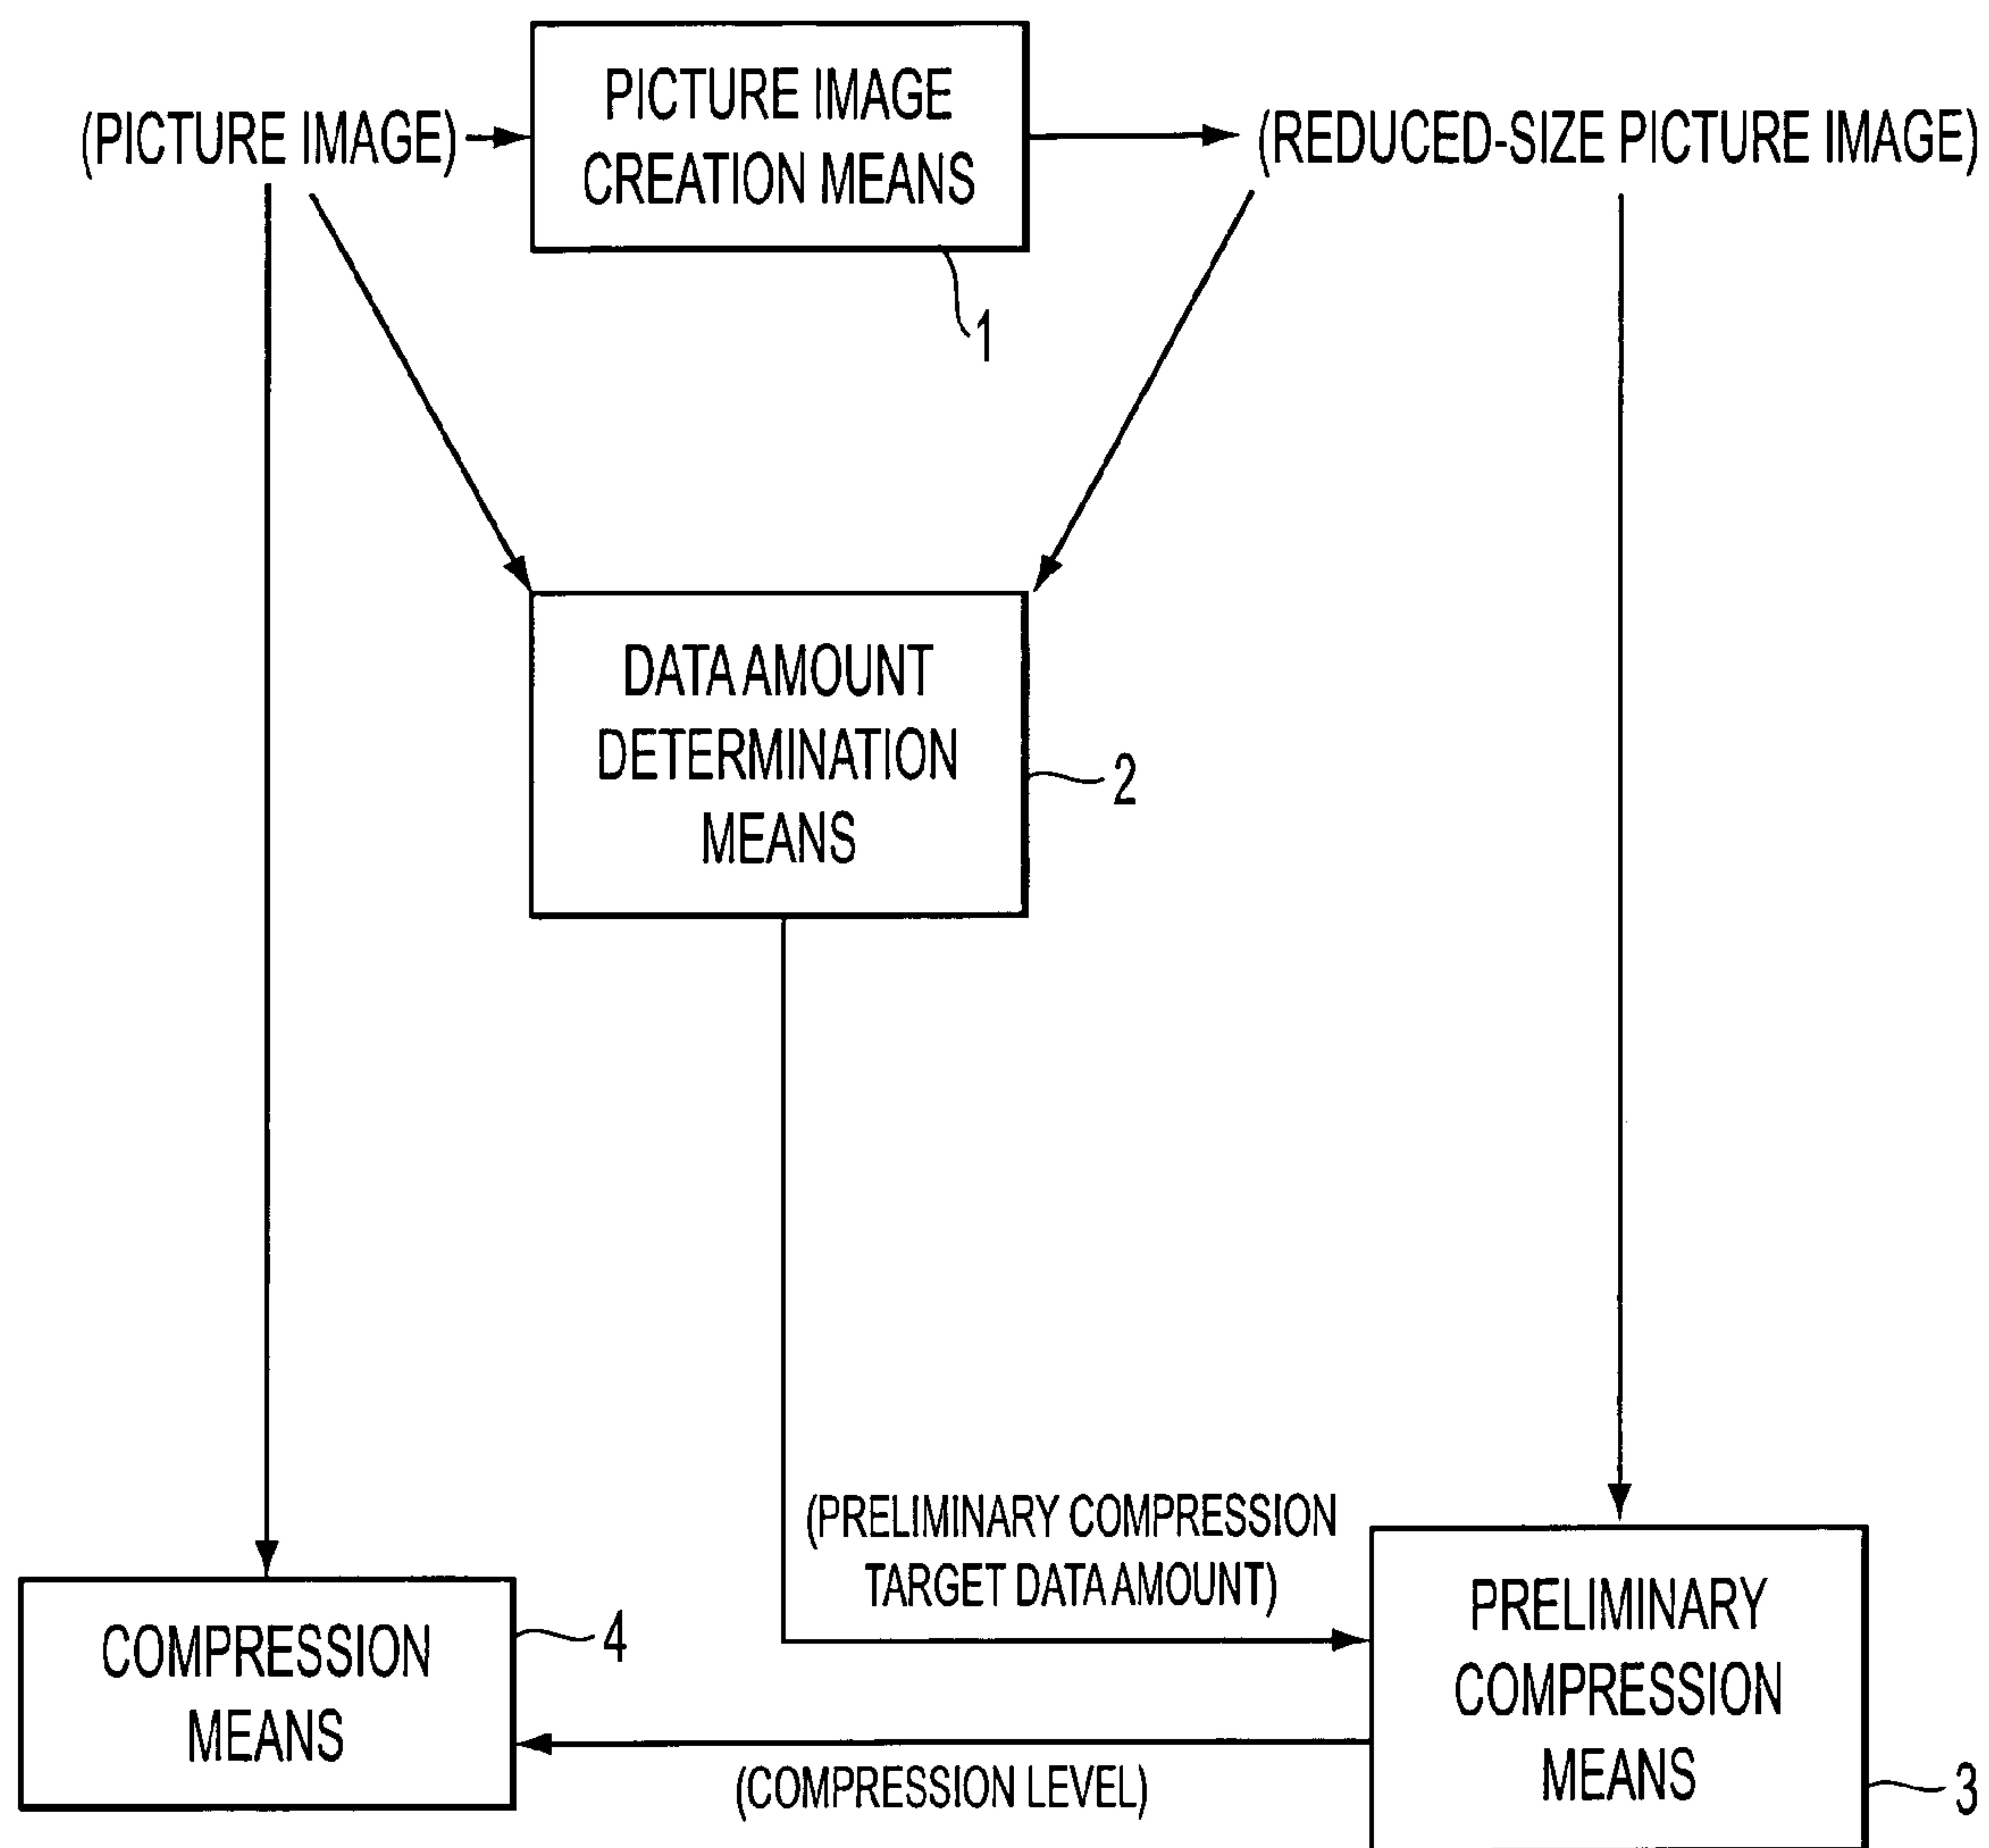 PICTURE IMAGE
CREATION MEANS
(PICTURE IMAGE)
(REDUCED-SIZE PICTURE IMAGE)
1
DATA AMOUNT
DETERMINATION
MEANS
2
(PRELIMINARY COMPRESSION
TARGET DATA AMOUNT)
PRELIMINARY
COMPRESSION
MEANS
3
COMPRESSION
MEANS
4
(COMPRESSION LEVEL)